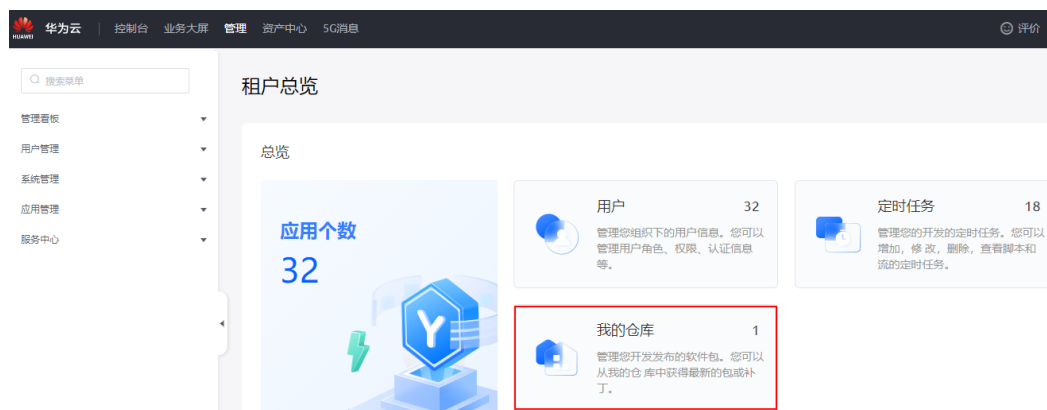 HUAWEI 华为云 控制台 业务大屏 管理 资产中心 5G消息 评价
搜索菜单
管理看板
用户管理
系统管理
应用管理
服务中心
租户总览
总览
应用个数
32
用户 32
管理您组织下的用户信息。您可以
管理用户角色、权限、认证信息
等。
定时任务 18
管理您的开发的定时任务。您可以
增加，修 改，删除，查看脚本和
流的定时任务。
我的仓库 1
管理您开发发布的软件包。您可以
从我的仓 库中获得最新的包或补
丁。
Y